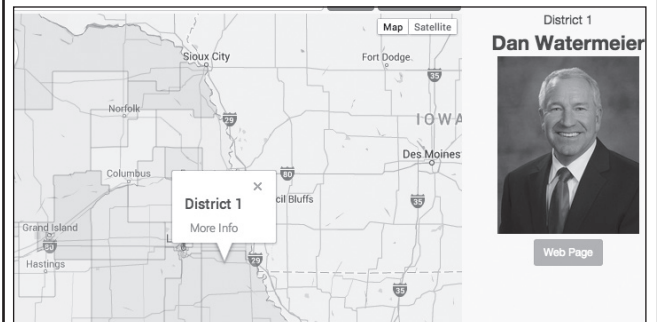 Map Satellite
District 1
Dan Watermeier
Sioux City
Fort Dodge
35
Norfolk
29
IOWA
Des Moines
Columbus
80
District 1
cil Bluffs
35
More Info
Grand Island
80
29
Hastings
35
Web Page